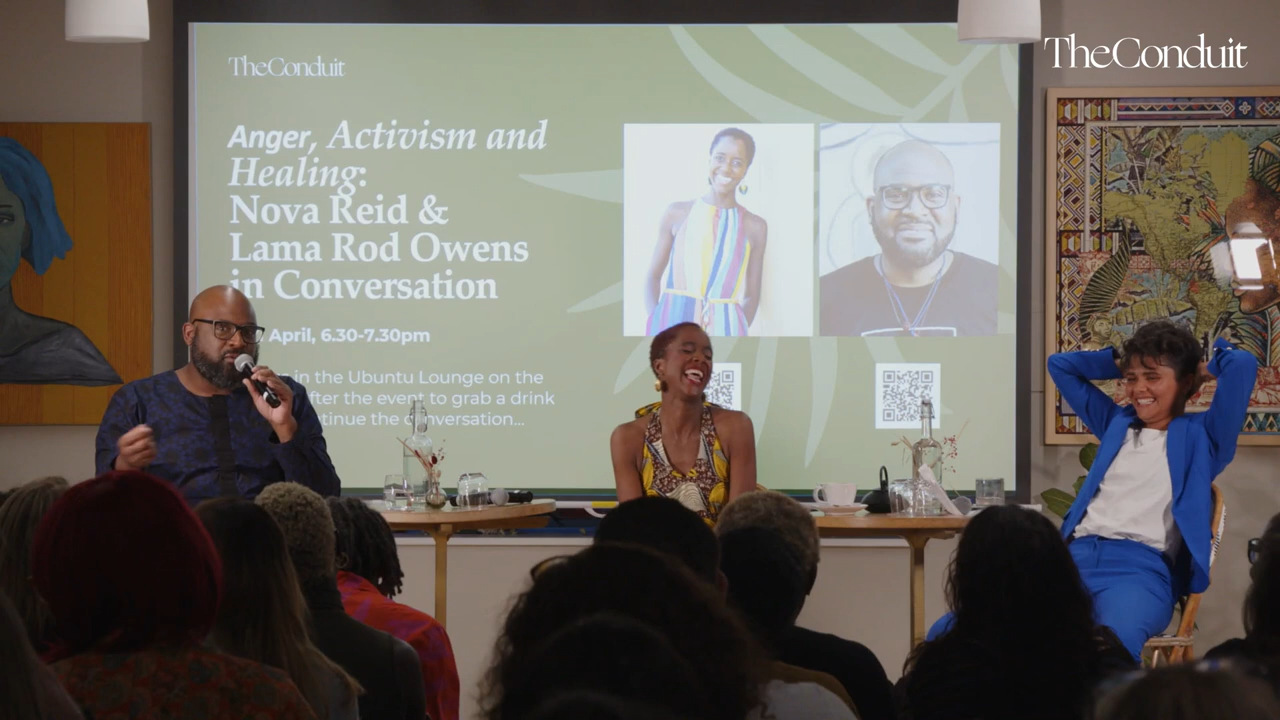 TheConduit
TheConduit
Anger, Activism and
Healing:
Nova Reid &
Lama Rod Owens
in Conversation
April, 6.30-7.30pm
in the Ubuntu Lounge on the
after the event to grab a drink
the conversation...